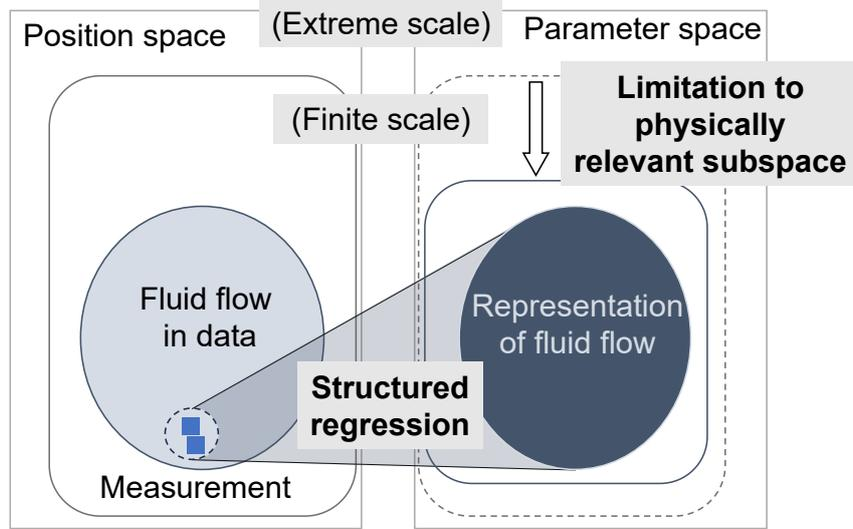 Position space
(Extreme scale)
Parameter space
(Finite scale)
Limitation to
physically
relevant subspace
Fluid flow
in data
Representation
of fluid flow
Structured
regression
Measurement